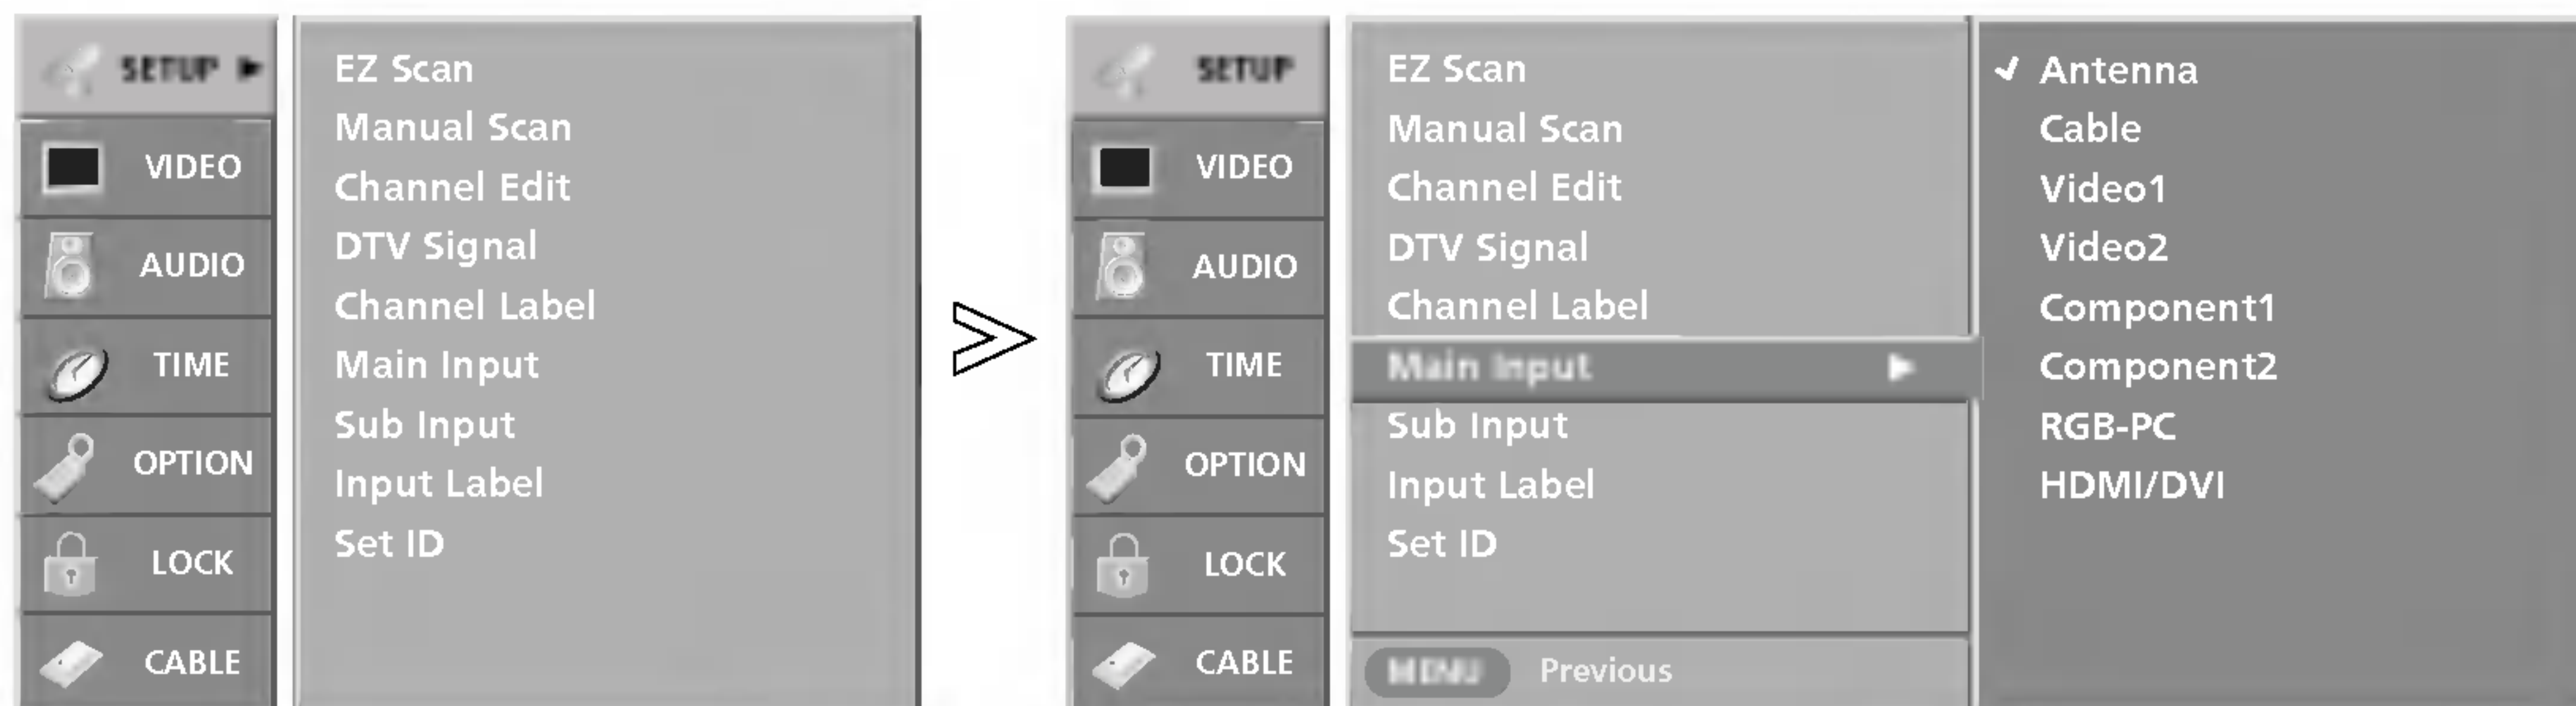 SETUP
VIDEO
AUDIO
TIME
OPTION
LOCK
CABLE
EZ Scan
Manual Scan
Channel Edit
DTV Signal
Channel Label
Main Input
Sub Input
Input Label
Set ID
SETUP
VIDEO
AUDIO
TIME
OPTION
LOCK
CABLE
EZ Scan
Manual Scan
Channel Edit
DTV Signal
Channel Label
Main Input
Sub Input
Input Label
Set ID
MENU Previous
Antenna
Cable
Video1
Video2
Component1
Component2
RGB-PC
HDMI/DVI